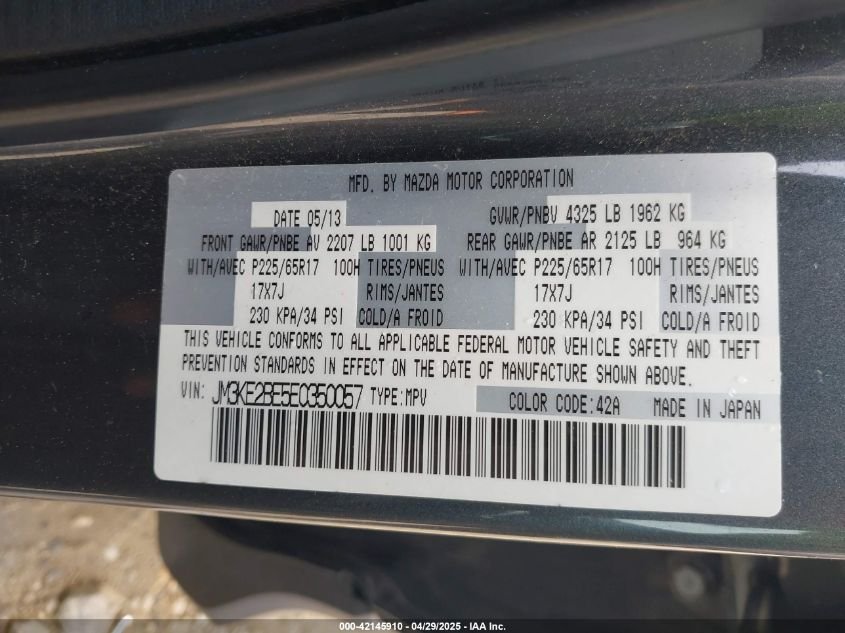 MFD. BY MAZDA MOTOR CORPORATION
DATE 05/13 GVWR/PNBV 4325 LB 1962 KG
FRONT GAWR/PNBE AV 2207 LB 1001 KG REAR GAWR/PNBE AR 2125 LB 964 KG
WITH/AVEC P225/65R17 100H TIRES/PNEUS WITH/AVEC P225/65R17 100H TIRES/PNEUS
17X7J RIMS/JANTES 17X7J RIMS/JANTES
230 KPA/34 PSI COLD/A FROID 230 KPA/34 PSI COLD/A FROID
THIS VEHICLE CONFORMS TO ALL APPLICABLE FEDERAL MOTOR VEHICLE SAFETY AND THEFT
PREVENTION STANDARDS IN EFFECT ON THE DATE OF MANUFACTURE SHOWN ABOVE.
VIN: JM3KE2BE5E0350057 TYPE:MPV COLOR CODE:42A MADE IN JAPAN
000-42145910 | 04/29/2025 - IAA Inc.